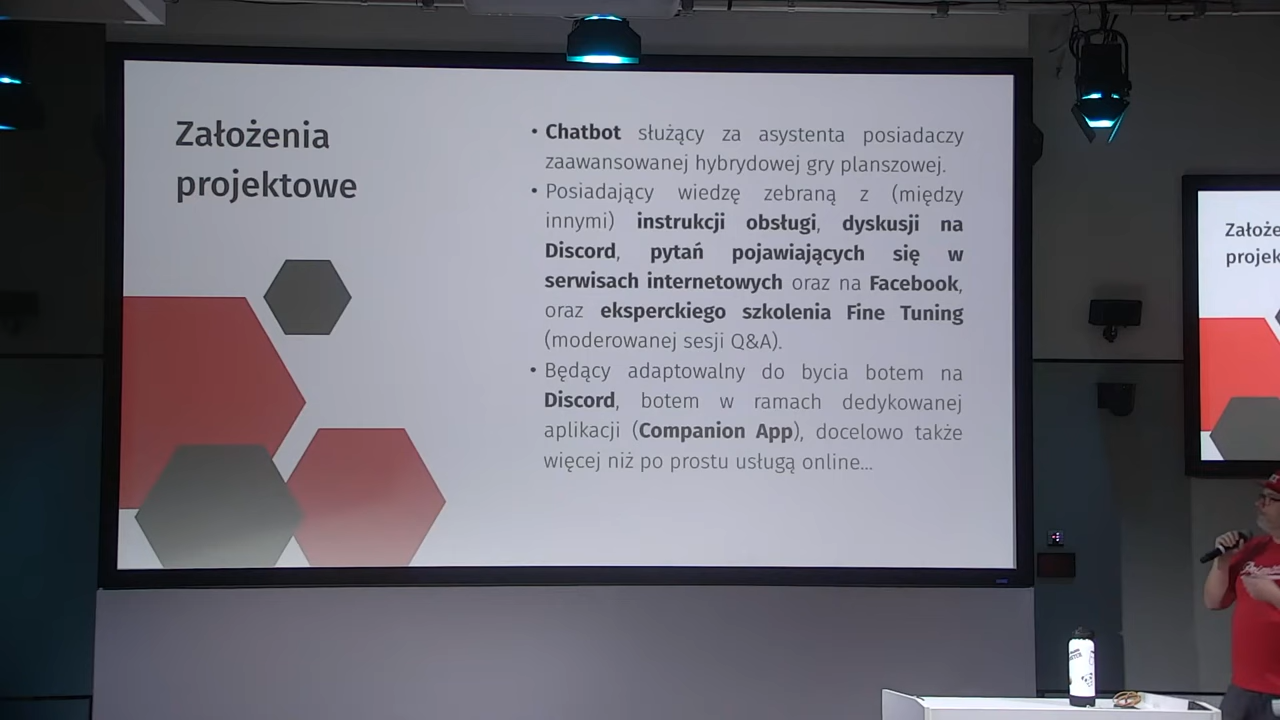 Założenia
projektowe
• Chatbot służący za asystenta posiadaczy
zaawansowanej hybrydowej gry planszowej.
• Posiadający wiedzę zebraną z (między
innymi) instrukcji obsługi, dyskusji na
Discord, pytań pojawiających się w
serwisach internetowych oraz na Facebook,
oraz eksperckiego szkolenia Fine Tuning
(moderowanej sesji Q&A).
• Będący adaptowalny do bycia botem na
Discord, botem w ramach dedykowanej
aplikacji (Companion App), docelowo także
więcej niż po prostu usługą online...
Założe
projek